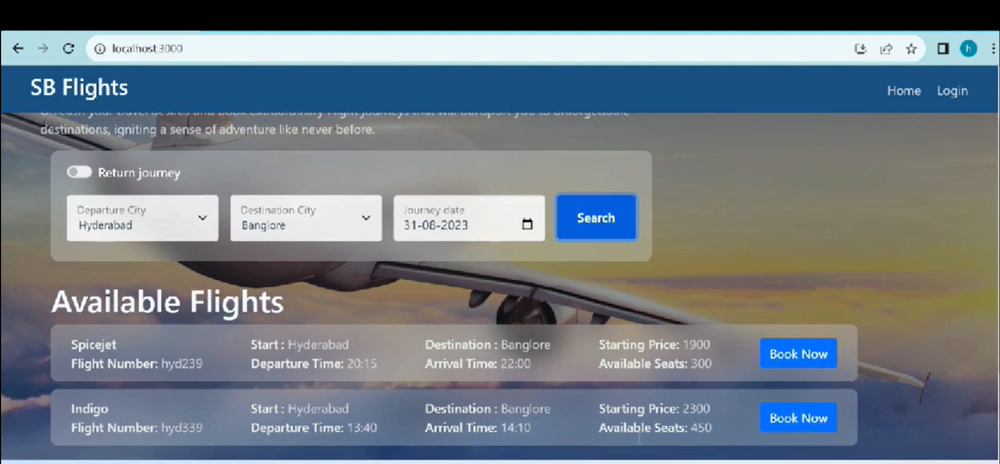 localhost:3000
h
SB Flights
Home Login
destinations, igniting a sense of adventure like never before.
Return journey
Departure City
Hyderabad
Destination City
Banglore
Journey date
31-08-2023
Search
Available Flights
Spicejet Start : Hyderabad Destination : Banglore Starting Price: 1900
Flight Number: hyd239 Departure Time: 20:15 Arrival Time: 22:00 Available Seats: 300
Book Now
Indigo Start : Hyderabad Destination : Banglore Starting Price: 2300
Flight Number: hyd339 Departure Time: 13:40 Arrival Time: 14:10 Available Seats: 450
Book Now